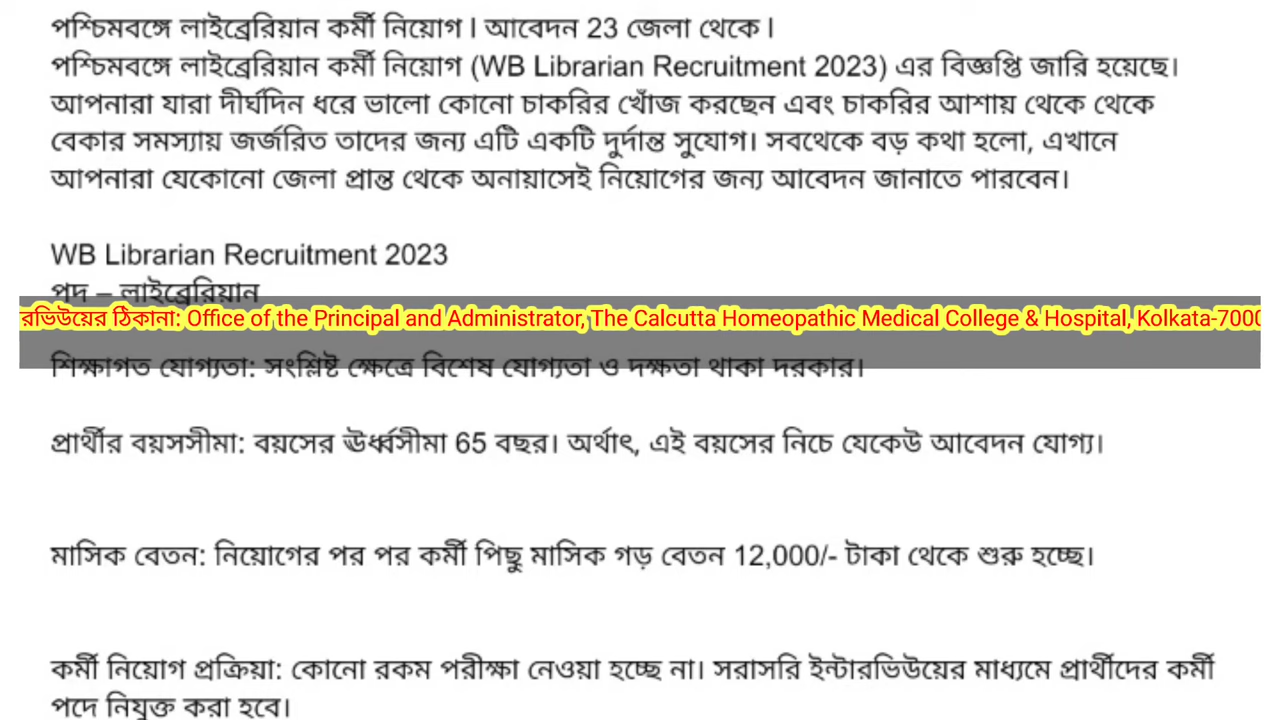 পশ্চিমবঙ্গে লাইব্রেরিয়ান কর্মী নিয়োগ l আবেদন 23 জেলা থেকে l
পশ্চিমবঙ্গে লাইব্রেরিয়ান কর্মী নিয়োগ (WB Librarian Recruitment 2023) এর বিজ্ঞপ্তি জারি হয়েছে।
আপনারা যারা দীর্ঘদিন ধরে ভালো কোনো চাকরির খোঁজ করছেন এবং চাকরির আশায় থেকে থেকে
বেকার সমস্যায় জর্জরিত তাদের জন্য এটি একটি দুর্দান্ত সুযোগ। সবথেকে বড় কথা হলো, এখানে
আপনারা যেকোনো জেলা প্রান্ত থেকে অনায়াসেই নিয়োগের জন্য আবেদন জানাতে পারবেন।
WB Librarian Recruitment 2023
পদ – লাইব্রেরিয়ান
রভিউয়ের ঠিকানা: Office of the Principal and Administrator, The Calcutta Homeopathic Medical College & Hospital, Kolkata-7000
শিক্ষাগত যোগ্যতা: সংশ্লিষ্ট ক্ষেত্রে বিশেষ যোগ্যতা ও দক্ষতা থাকা দরকার।
প্রার্থীর বয়সসীমা: বয়সের ঊর্ধ্বসীমা 65 বছর। অর্থাৎ, এই বয়সের নিচে যেকেউ আবেদন যোগ্য।
মাসিক বেতন: নিয়োগের পর পর কর্মী পিছু মাসিক গড় বেতন 12,000/- টাকা থেকে শুরু হচ্ছে।
কর্মী নিয়োগ প্রক্রিয়া: কোনো রকম পরীক্ষা নেওয়া হচ্ছে না। সরাসরি ইন্টারভিউয়ের মাধ্যমে প্রার্থীদের কর্মী
পদে নিযুক্ত করা হবে।